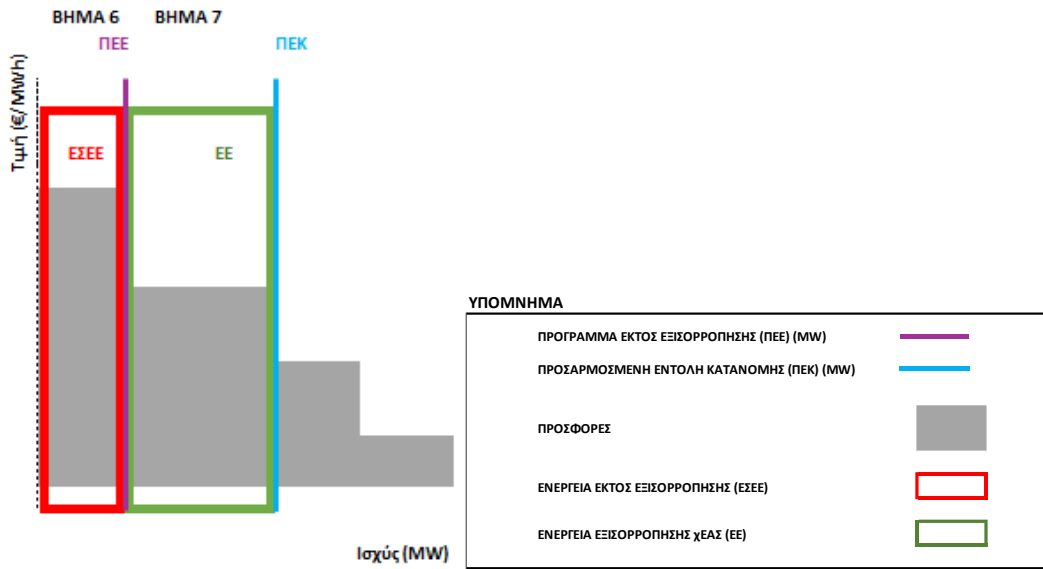 ΒΗΜΑ 6 ΒΗΜΑ 7
ΠΕΕ ΠΕΚ
Τιμή (€/MWh)
ΕΣΕΕ ΕΕ
Ισχύς (MW)
ΥΠΟΜΝΗΜΑ
ΠΡΟΓΡΑΜΜΑ ΕΚΤΟΣ ΕΞΙΣΟΡΡΟΠΗΣΗΣ (ΠΕΕ) (MW)
ΠΡΟΣΑΡΜΟΣΜΕΝΗ ΕΝΤΟΛΗ ΚΑΤΑΝΟΜΗΣ (ΠΕΚ) (MW)
ΠΡΟΣΦΟΡΕΣ
ΕΝΕΡΓΕΙΑ ΕΚΤΟΣ ΕΞΙΣΟΡΡΟΠΗΣΗΣ (ΕΣΕΕ)
ΕΝΕΡΓΕΙΑ ΕΞΙΣΟΡΡΟΠΗΣΗΣ χΕΑΣ (ΕΕ)